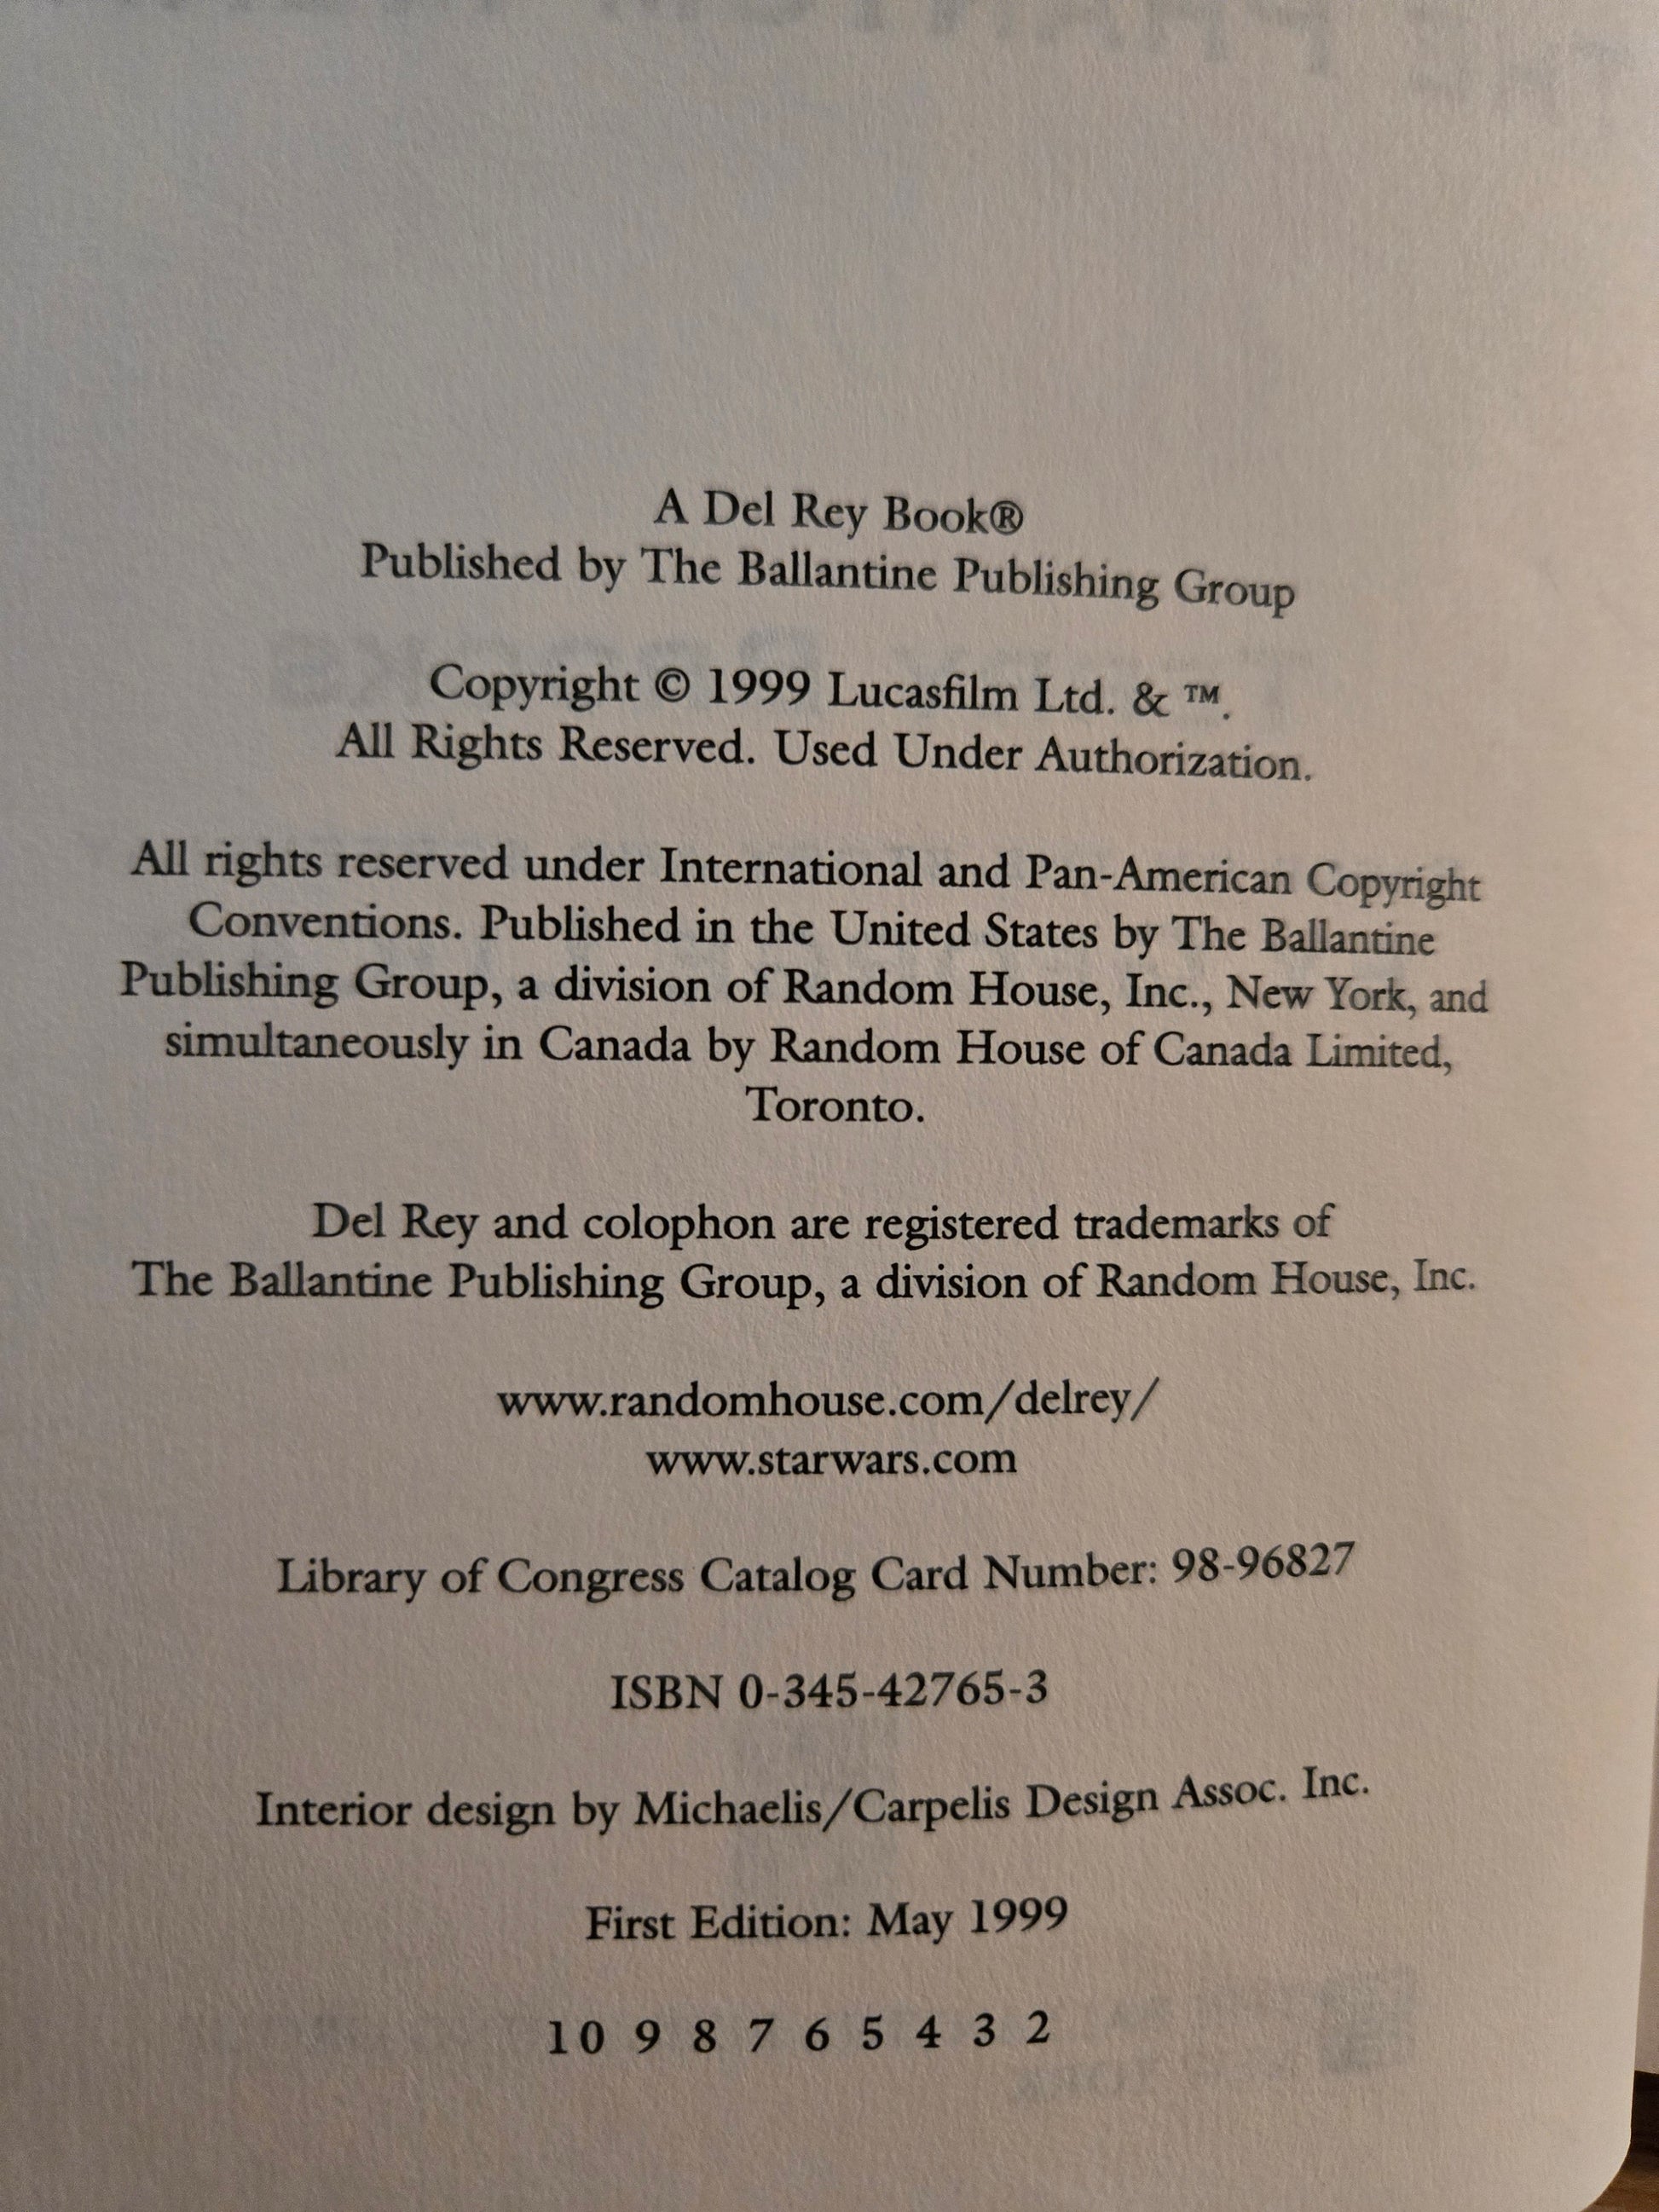 A Del Rey Book®
Published by The Ballantine Publishing Group
Copyright © 1999 Lucasfilm Ltd. & ™.
All Rights Reserved. Used Under Authorization.
All rights reserved under International and Pan-American Copyright
Conventions. Published in the United States by The Ballantine
Publishing Group, a division of Random House, Inc., New York, and
simultaneously in Canada by Random House of Canada Limited,
Toronto.
Del Rey and colophon are registered trademarks of
The Ballantine Publishing Group, a division of Random House, Inc.
www.randomhouse.com/delrey/
www.starwars.com
Library of Congress Catalog Card Number: 98-96827
ISBN 0-345-42765-3
Interior design by Michaelis/Carpelis Design Assoc. Inc.
First Edition: May 1999
10 9 8 7 6 5 4 3 2